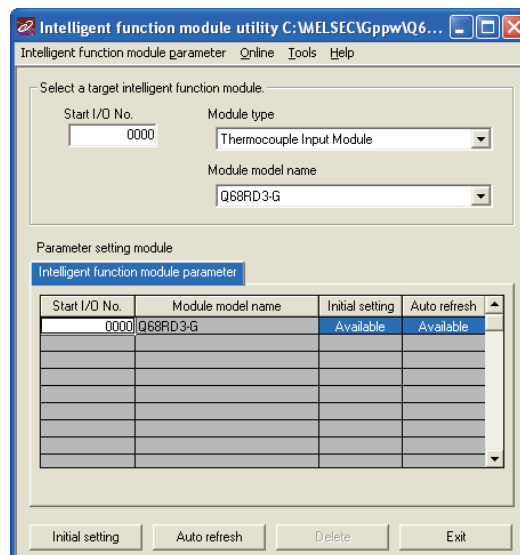 Intelligent function module utility C:\MELSEC\Gppw\Q6...
Intelligent function module parameter Online Tools Help
Select a target intelligent function module.
Start I/O No. Module type
0000 Thermocouple Input Module
Module model name
Q68RD3-G
Parameter setting module
Intelligent function module parameter
Start I/O No. Module model name Initial setting Auto refresh
0000 Q68RD3-G Available Available
Initial setting Auto refresh Delete Exit